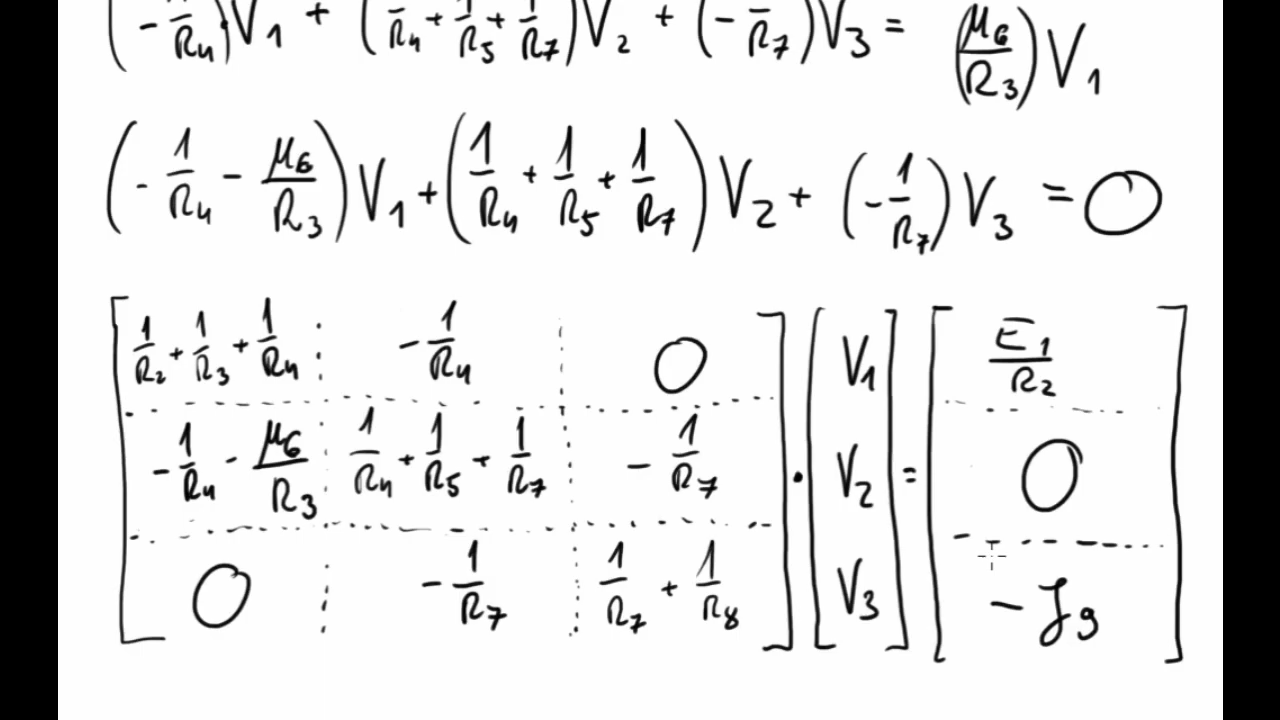 (-1/R4)V1 + (1/R4 + 1/R5 + 1/R7)V2 + (-1/R7)V3 = (μ6/R3)V1
(-1/R4 - μ6/R3)V1 + (1/R4 + 1/R5 + 1/R7)V2 + (-1/R7)V3 = 0
[1/R2 + 1/R3 + 1/R4 -1/R4 0] [V1] [E1/R2]
[-1/R4 - μ6/R3 1/R4 + 1/R5 + 1/R7 -1/R7] · [V2] = [0]
[0 -1/R7 1/R7 + 1/R8] [V3] [-J9]